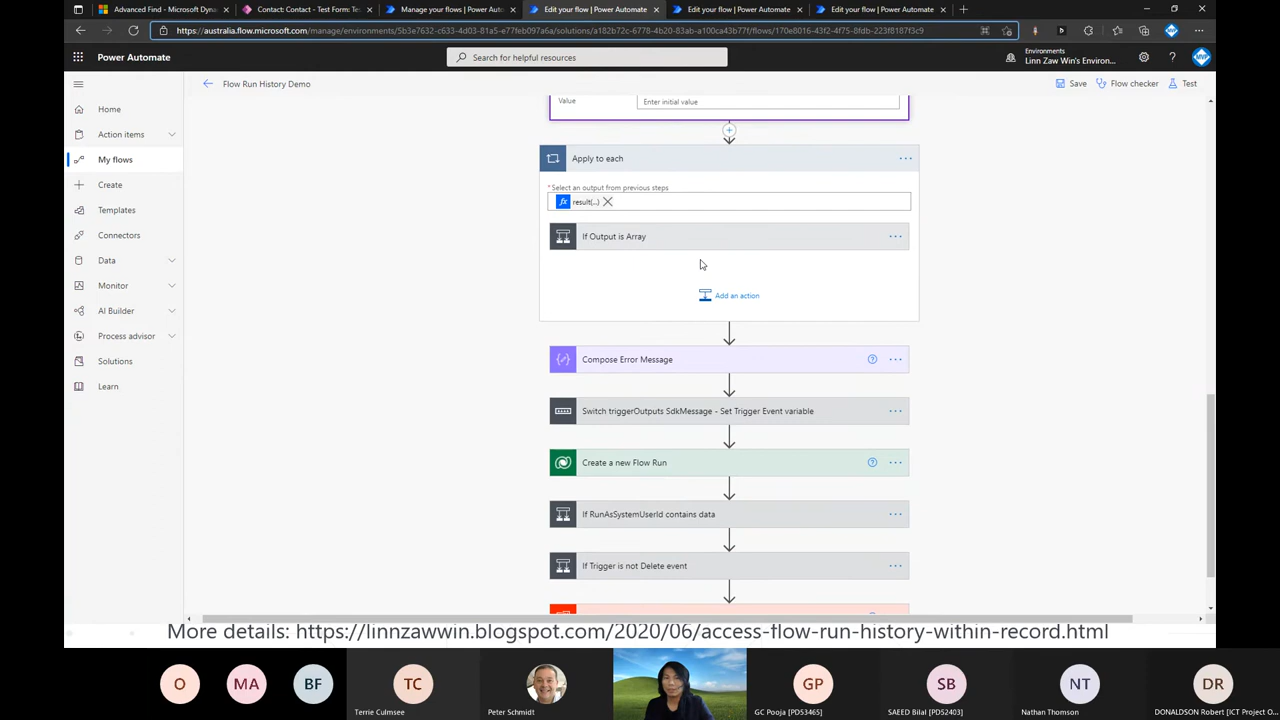 Advanced Find - Microsoft Dyna
Contact: Contact - Test Form: Te
Manage your flows | Power Auto
Edit your flow | Power Automate
Edit your flow | Power Automate
Edit your flow | Power Automate
https://australia.flow.microsoft.com/manage/environments/5b3e7632-c633-4d03-81a5-e77feb097a6a/solutions/a182b72c-6778-4b20-83ab-a100ca43b77f/flows/170e8016-43f2-4f75-8fdb-223f8187f3c9
Power Automate
Search for helpful resources
Environments
Linn Zaw Win's Environ...
Flow Run History Demo
Save
Flow checker
Test
Home
Action items
My flows
Create
Templates
Connectors
Data
Monitor
AI Builder
Process advisor
Solutions
Learn
Value
Enter initial value
Apply to each
* Select an output from previous steps
fx result(...)
If Output is Array
Add an action
Compose Error Message
Switch triggerOutputs SdkMessage - Set Trigger Event variable
Create a new Flow Run
If RunAsSystemUserId contains data
If Trigger is not Delete event
More details: https://linnzawwin.blogspot.com/2020/06/access-flow-run-history-within-record.html
O
MA
BF
TC
GP
SB
NT
DR
Terrie Culmsee
Peter Schmidt
GC Pooja [PD53465]
SAEED Bilal [PD52403]
Nathan Thomson
DONALDSON Robert [ICT Project O...